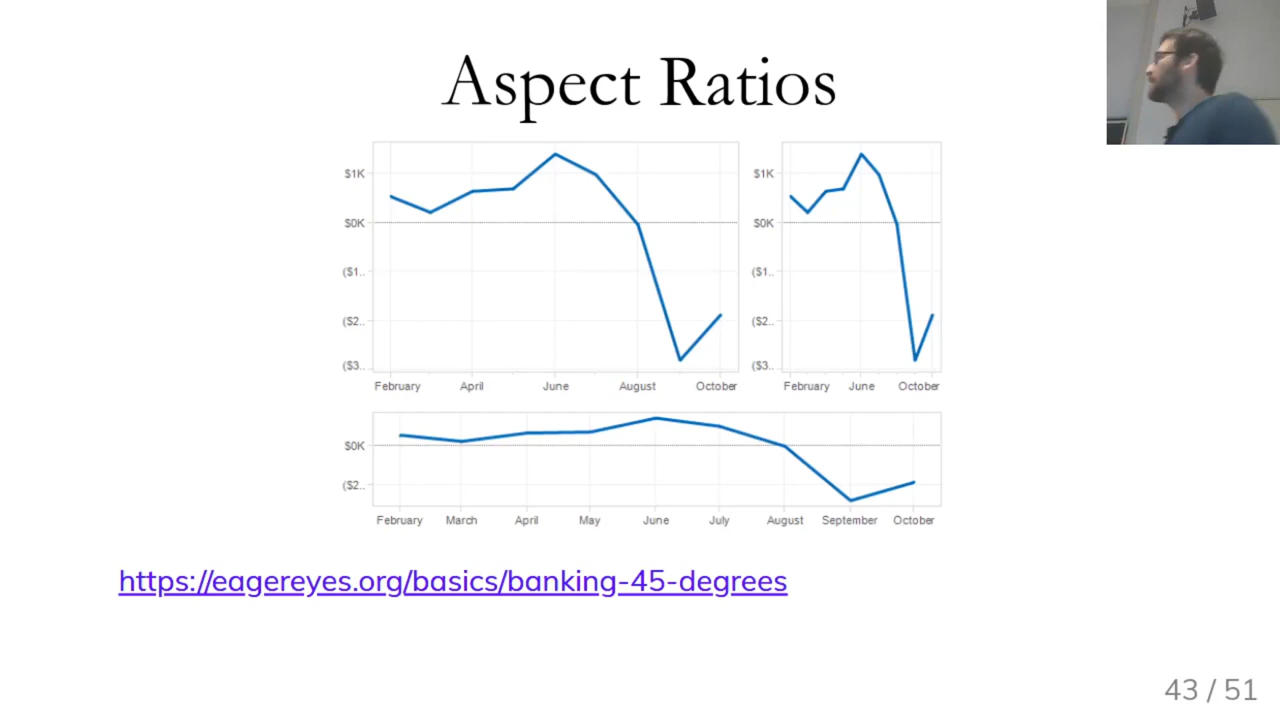 Aspect Ratios
$1K
$0K
($1..
($2..
($3..
February April June August October
$1K
$0K
($1..
($2..
($3..
February June October
$0K
($2..
February March April May June July August September October
https://eagereyes.org/basics/banking-45-degrees
43 / 51